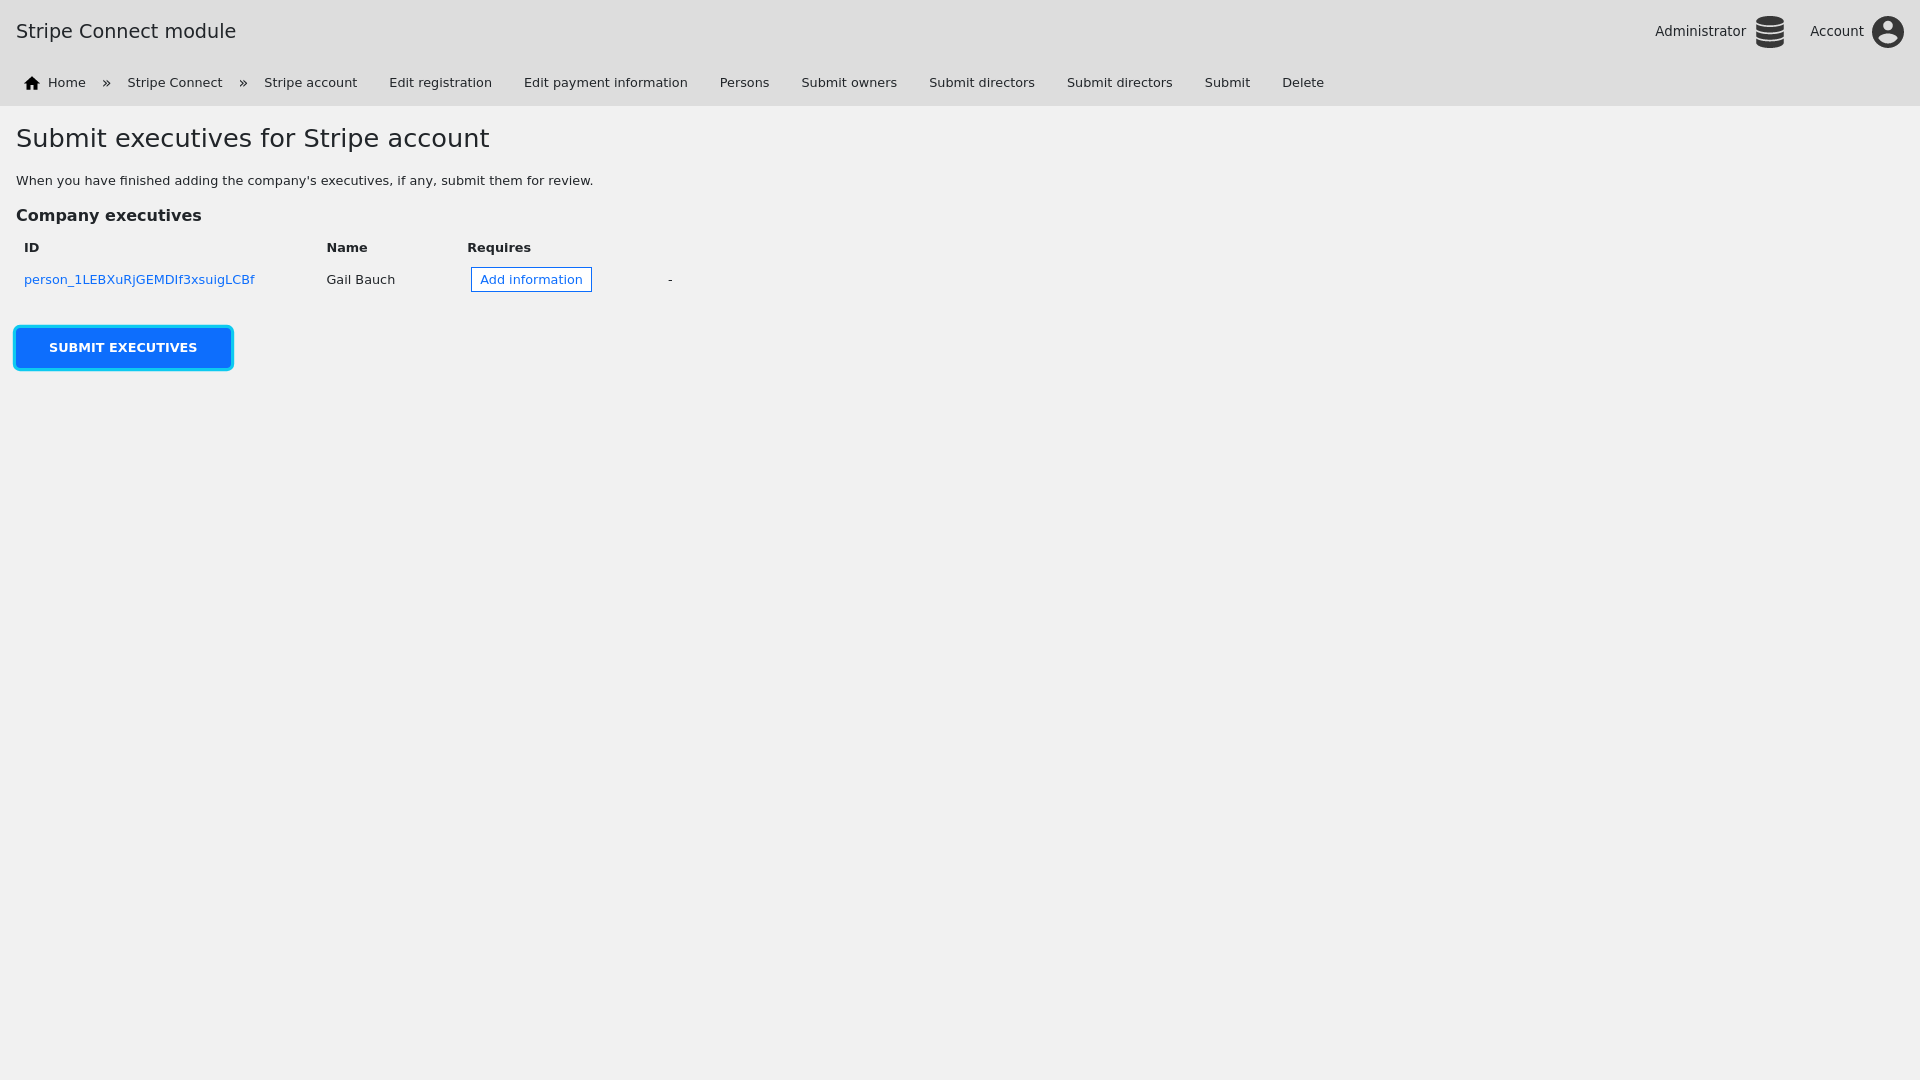 Stripe Connect module
Administrator
Account
Home » Stripe Connect » Stripe account Edit registration Edit payment information Persons Submit owners Submit directors Submit directors Submit Delete
Submit executives for Stripe account
When you have finished adding the company's executives, if any, submit them for review.
Company executives
ID Name Requires
person_1LEBXuRjGEMDIf3xsuigLCBf Gail Bauch Add information -
SUBMIT EXECUTIVES